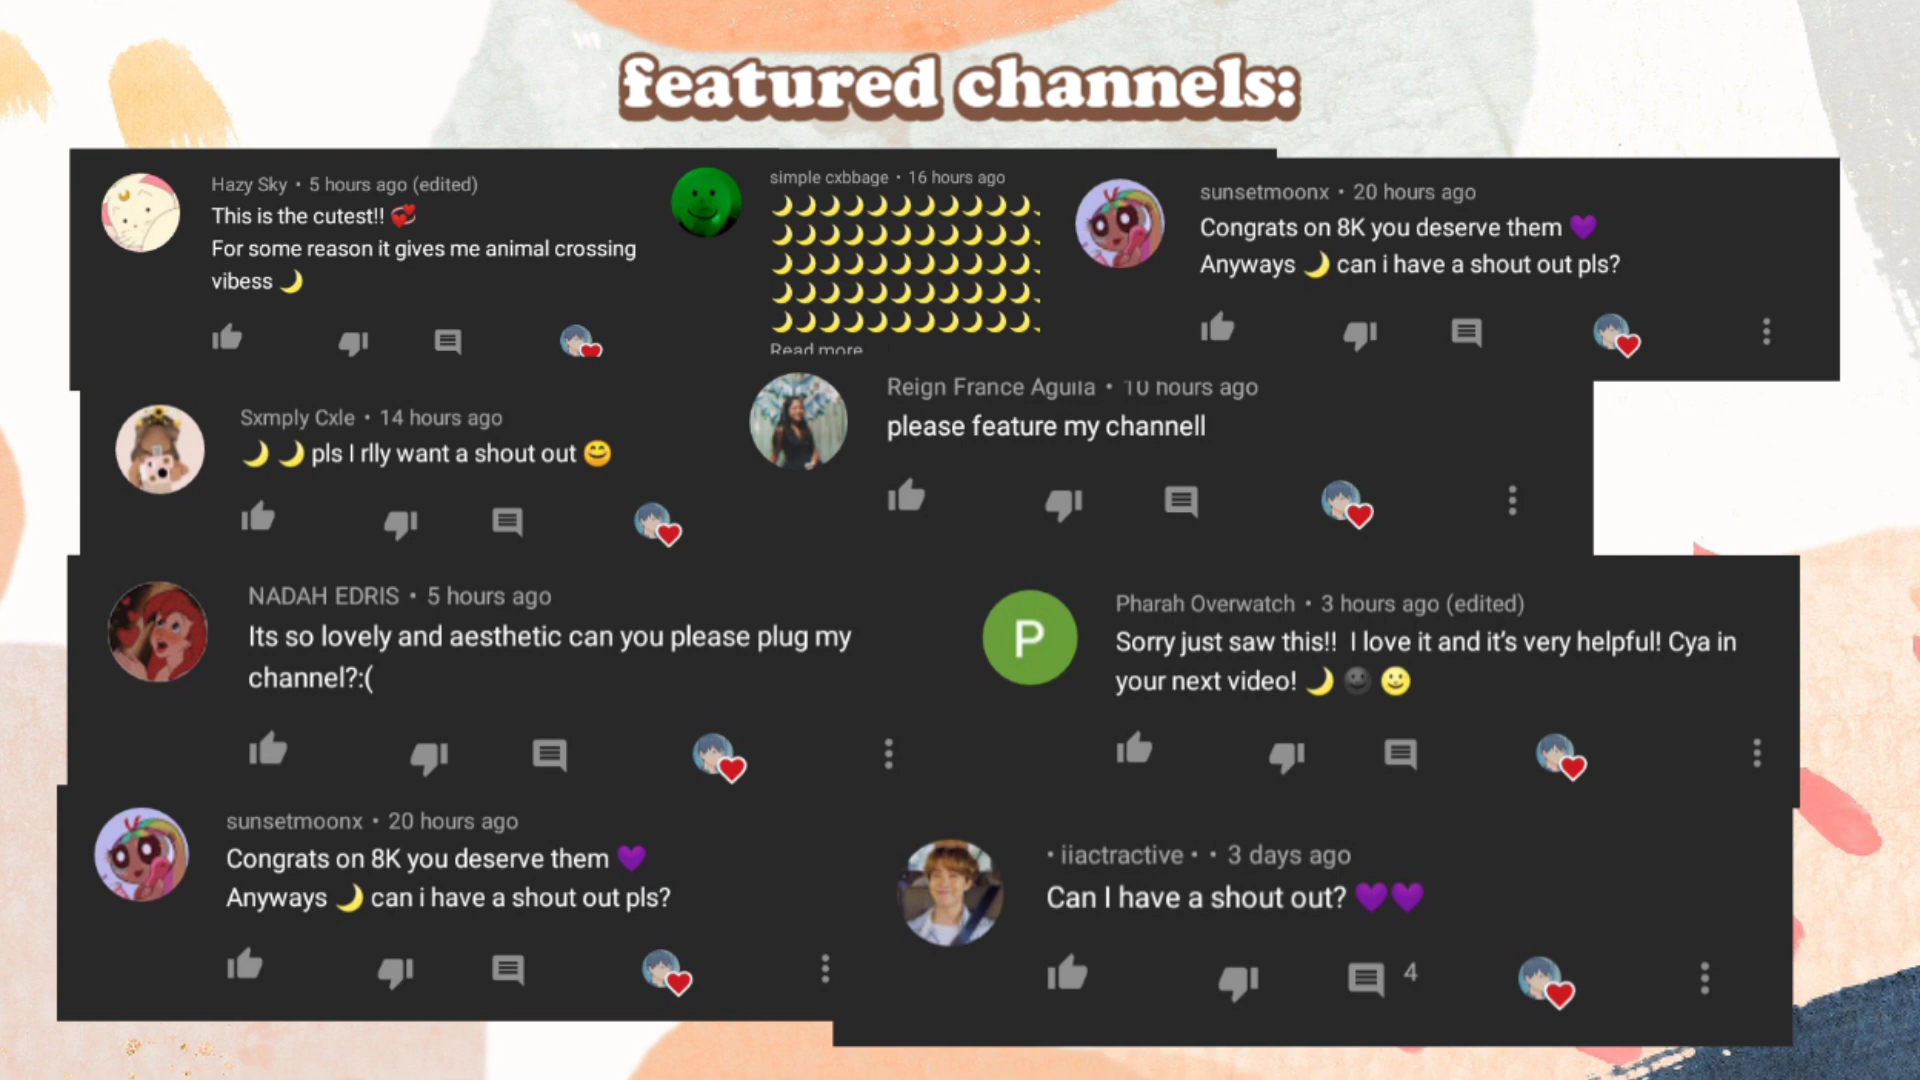 featured channels:
Hazy Sky • 5 hours ago (edited)
This is the cutest!! 💞
For some reason it gives me animal crossing
vibess 🌙
simple cxbbage • 16 hours ago
🌙🌙🌙🌙🌙🌙🌙🌙🌙🌙🌙
🌙🌙🌙🌙🌙🌙🌙🌙🌙🌙🌙
🌙🌙🌙🌙🌙🌙🌙🌙🌙🌙🌙
🌙🌙🌙🌙🌙🌙🌙🌙🌙🌙🌙
🌙🌙🌙🌙🌙🌙🌙🌙🌙🌙🌙
Read more
sunsetmoonx • 20 hours ago
Congrats on 8K you deserve them 💜
Anyways 🌙 can i have a shout out pls?
Sxmply Cxle • 14 hours ago
🌙 🌙 pls I rlly want a shout out 😊
Reign France Aguila • 10 hours ago
please feature my channell
NADAH EDRIS • 5 hours ago
Its so lovely and aesthetic can you please plug my
channel?:(
P
Pharah Overwatch • 3 hours ago (edited)
Sorry just saw this!! I love it and it’s very helpful! Cya in
your next video! 🌙 🌚 🌝
sunsetmoonx • 20 hours ago
Congrats on 8K you deserve them 💜
Anyways 🌙 can i have a shout out pls?
• iiactractive • • 3 days ago
Can I have a shout out? 💜💜
4